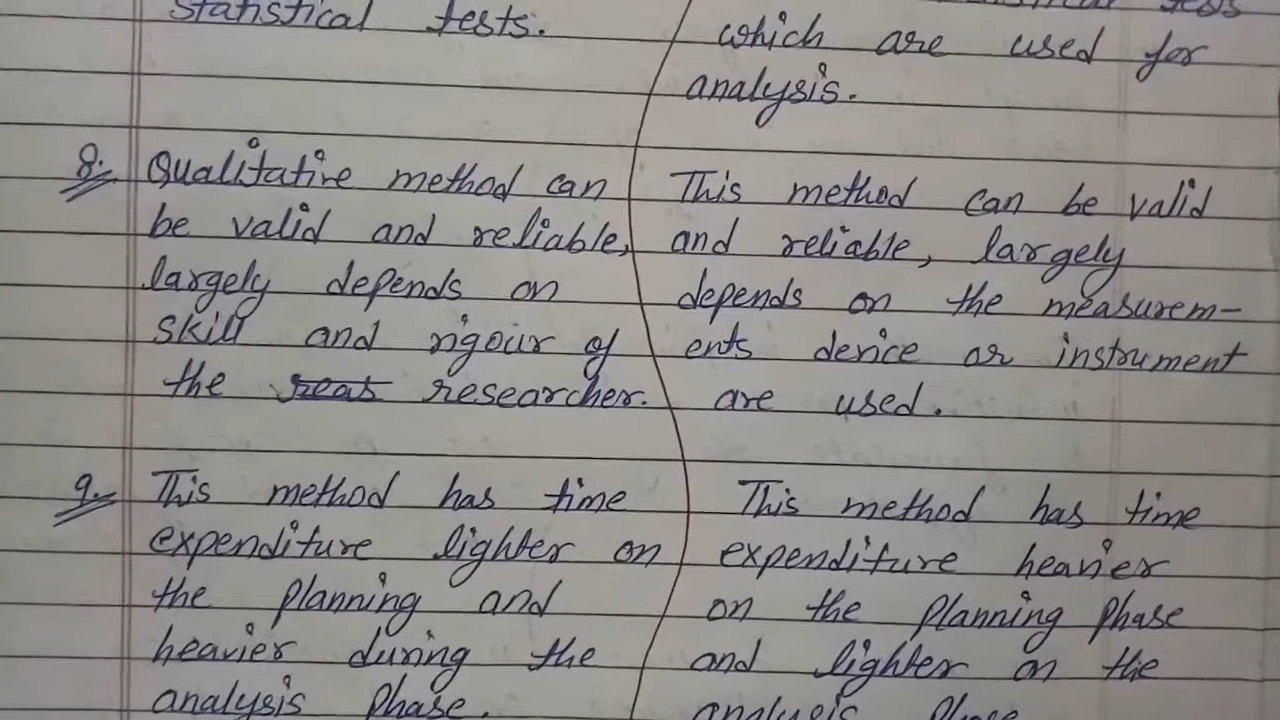 statistical tests.
which are used for
analysis.
8. Qualitative method can
be valid and reliable,
largely depends on
skill and rigour of
the researcher.
This method can be valid
and reliable, largely
depends on the measurem-
ents device or instrument
are used.
9. This method has time
expenditure lighter on
the planning and
heavier during the
analysis phase.
This method has time
expenditure heavier
on the planning phase
and lighter on the
analysis phase